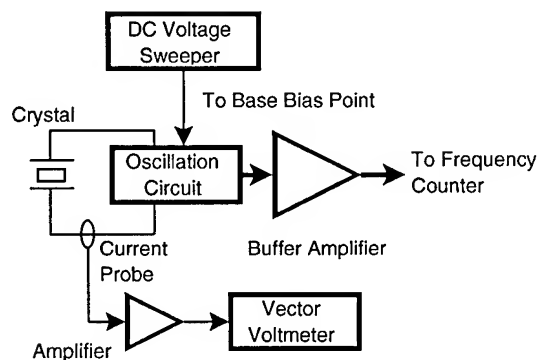 DC Voltage
Sweeper
To Base Bias Point
Crystal
Oscillation
Circuit
To Frequency
Counter
Current
Probe
Buffer Amplifier
Amplifier
Vector
Voltmeter